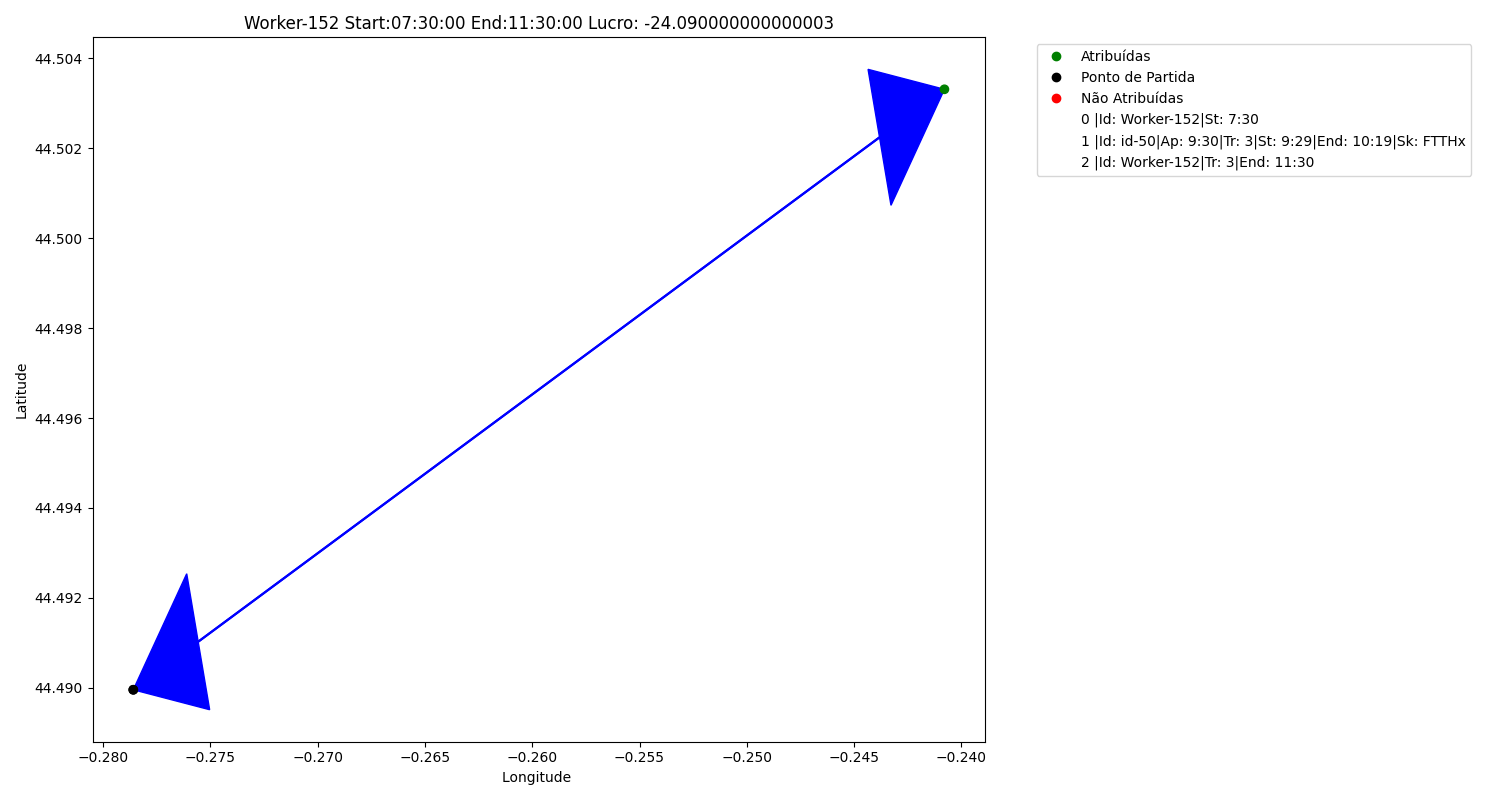 Worker-152 Start:07:30:00 End:11:30:00 Lucro: -24.090000000000003
44.504
44.502
44.500
44.498
44.496
44.494
44.492
44.490
Latitude
−0.280
−0.275
−0.270
−0.265
−0.260
−0.255
−0.250
−0.245
−0.240
Longitude
Atribuídas
Ponto de Partida
Não Atribuídas
0 |Id: Worker-152|St: 7:30
1 |Id: id-50|Ap: 9:30|Tr: 3|St: 9:29|End: 10:19|Sk: FTTHx
2 |Id: Worker-152|Tr: 3|End: 11:30